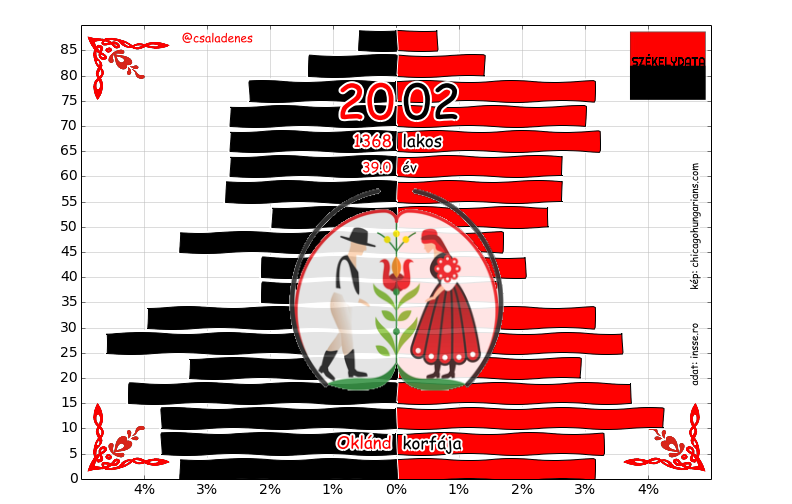 @csaladenes
SZÉKELYDATA
2002
1368 lakos
39.0 év
kép: chicagohungarians.com
adat: insse.ro
Oklánd korfája
85
80
75
70
65
60
55
50
45
40
35
30
25
20
15
10
5
0
4% 3% 2% 1% 0% 1% 2% 3% 4%